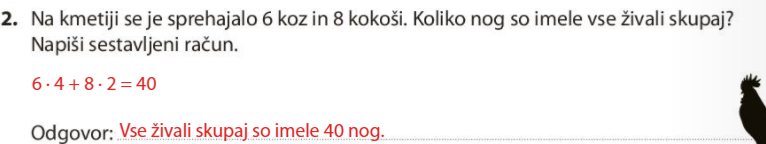 2. Na kmetiji se je sprehajalo 6 koz in 8 kokoši. Koliko nog so imele vse živali skupaj?
Napiši sestavljeni račun.
6 · 4 + 8 · 2 = 40
Odgovor: Vse živali skupaj so imele 40 nog.